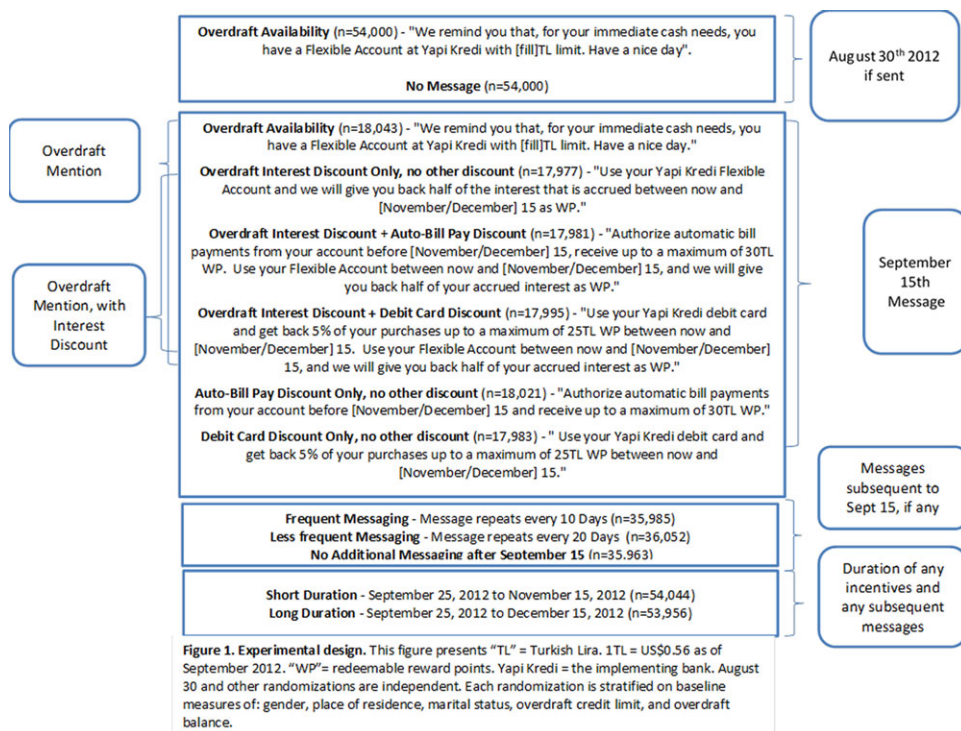 Overdraft Availability (n=54,000) - "We remind you that, for your immediate cash needs, you
have a Flexible Account at Yapi Kredi with [fill]TL limit. Have a nice day".
No Message (n=54,000)
August 30th 2012
if sent
Overdraft
Mention
Overdraft
Mention, with
Interest
Discount
Overdraft Availability (n=18,043) - "We remind you that, for your immediate cash needs, you
have a Flexible Account at Yapi Kredi with [fill]TL limit. Have a nice day."
Overdraft Interest Discount Only, no other discount (n=17,977) - "Use your Yapi Kredi Flexible
Account and we will give you back half of the interest that is accrued between now and
[November/December] 15 as WP."
Overdraft Interest Discount + Auto-Bill Pay Discount (n=17,981) - "Authorize automatic bill
payments from your account before [November/December] 15, receive up to a maximum of 30TL
WP.  Use your Flexible Account between now and [November/December] 15, and we will give
you back half of your accrued interest as WP."
Overdraft Interest Discount + Debit Card Discount (n=17,995) - "Use your Yapi Kredi debit card
and get back 5% of your purchases up to a maximum of 25TL WP between now and
[November/December] 15.  Use your Flexible Account between now and [November/December]
15, and we will give you back half of your accrued interest as WP."
Auto-Bill Pay Discount Only, no other discount (n=18,021) - "Authorize automatic bill payments
from your account before [November/December] 15 and receive up to a maximum of 30TL WP."
Debit Card Discount Only, no other discount (n=17,983) - " Use your Yapi Kredi debit card and
get back 5% of your purchases up to a maximum of 25TL WP between now and
[November/December] 15."
September
15th
Message
Frequent Messaging - Message repeats every 10 Days (n=35,985)
Less frequent Messaging - Message repeats every 20 Days  (n=36,052)
No Additional Messaging after September 15 (n=35,963)
Messages
subsequent to
Sept 15, if any
Short Duration - September 25, 2012 to November 15, 2012 (n=54,044)
Long Duration - September 25, 2012 to December 15, 2012 (n=53,956)
Duration of any
incentives and
any subsequent
messages
Figure 1. Experimental design. This figure presents “TL” = Turkish Lira. 1TL = US$0.56 as of
September 2012. “WP”= redeemable reward points. Yapi Kredi = the implementing bank. August
30 and other randomizations are independent. Each randomization is stratified on baseline
measures of: gender, place of residence, marital status, overdraft credit limit, and overdraft
balance.